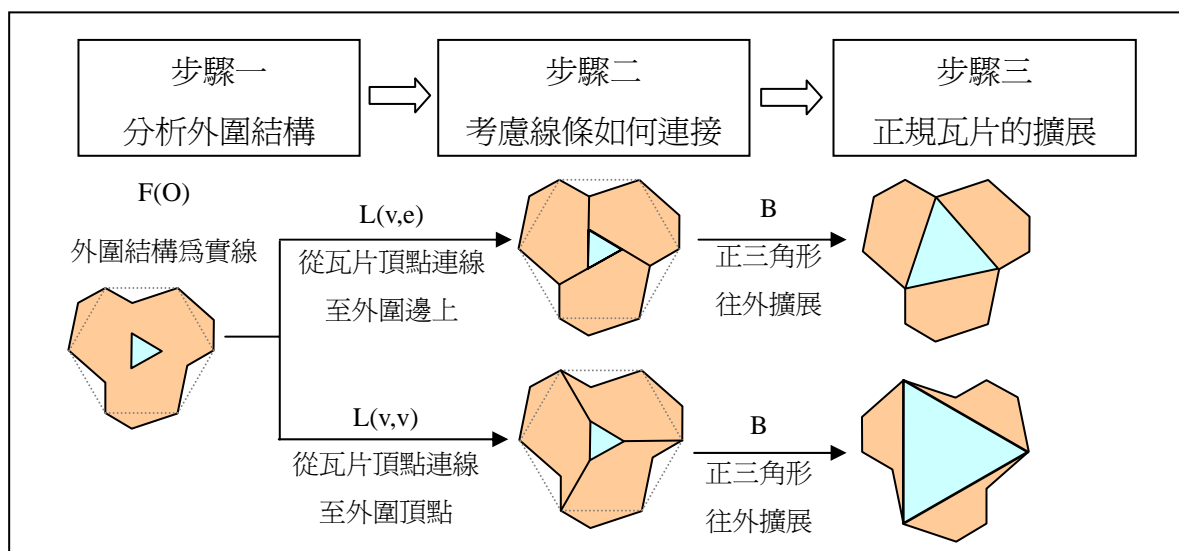 步驟一
分析外圍結構
步驟二
考慮線條如何連接
步驟三
正規瓦片的擴展
F(O)
外圍結構爲實線
L(v,e)
從瓦片頂點連線
至外圍邊上
B
正三角形
往外擴展
L(v,v)
從瓦片頂點連線
至外圍頂點
B
正三角形
往外擴展